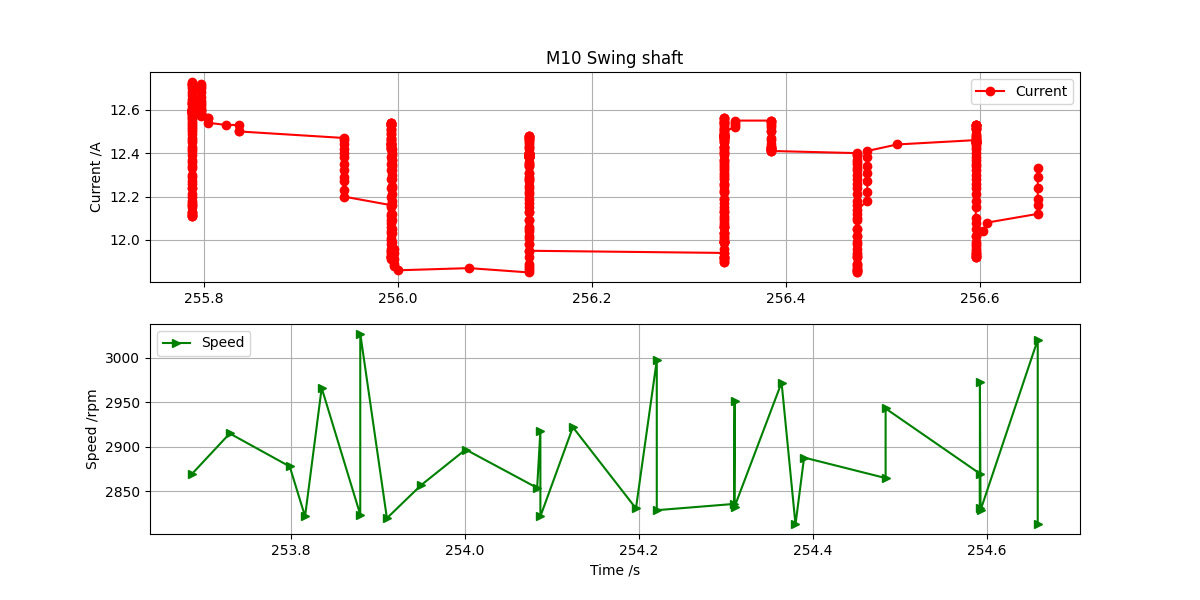 M10 Swing shaft
Current /A
12.6
12.4
12.2
12.0
Current
255.8 256.0 256.2 256.4 256.6
Speed /rpm
3000
2950
2900
2850
Speed
253.8 254.0 254.2 254.4 254.6
Time /s